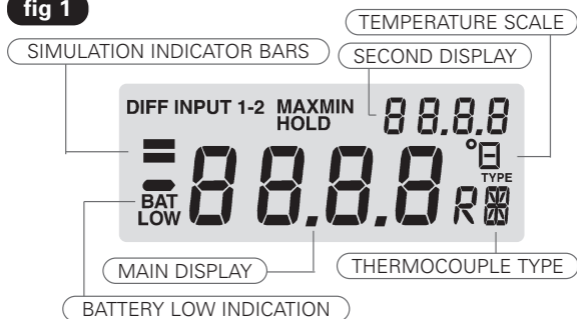 fig 1
TEMPERATURE SCALE
SIMULATION INDICATOR BARS
SECOND DISPLAY
DIFF INPUT 1-2 MAXMIN
HOLD
88.8.8
°8
TYPE
BAT
LOW
88.8.8
R
MAIN DISPLAY
THERMOCOUPLE TYPE
BATTERY LOW INDICATION